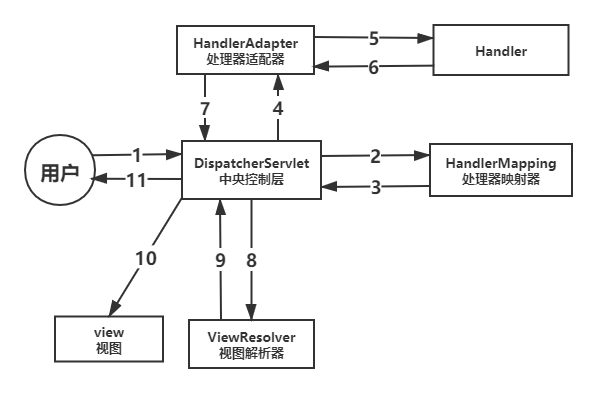 HandlerAdapter
处理器适配器
5
6
Handler
7
4
用户
1
11
DispatcherServlet
中央控制层
2
3
HandlerMapping
处理器映射器
10
9
8
view
视图
ViewResolver
视图解析器